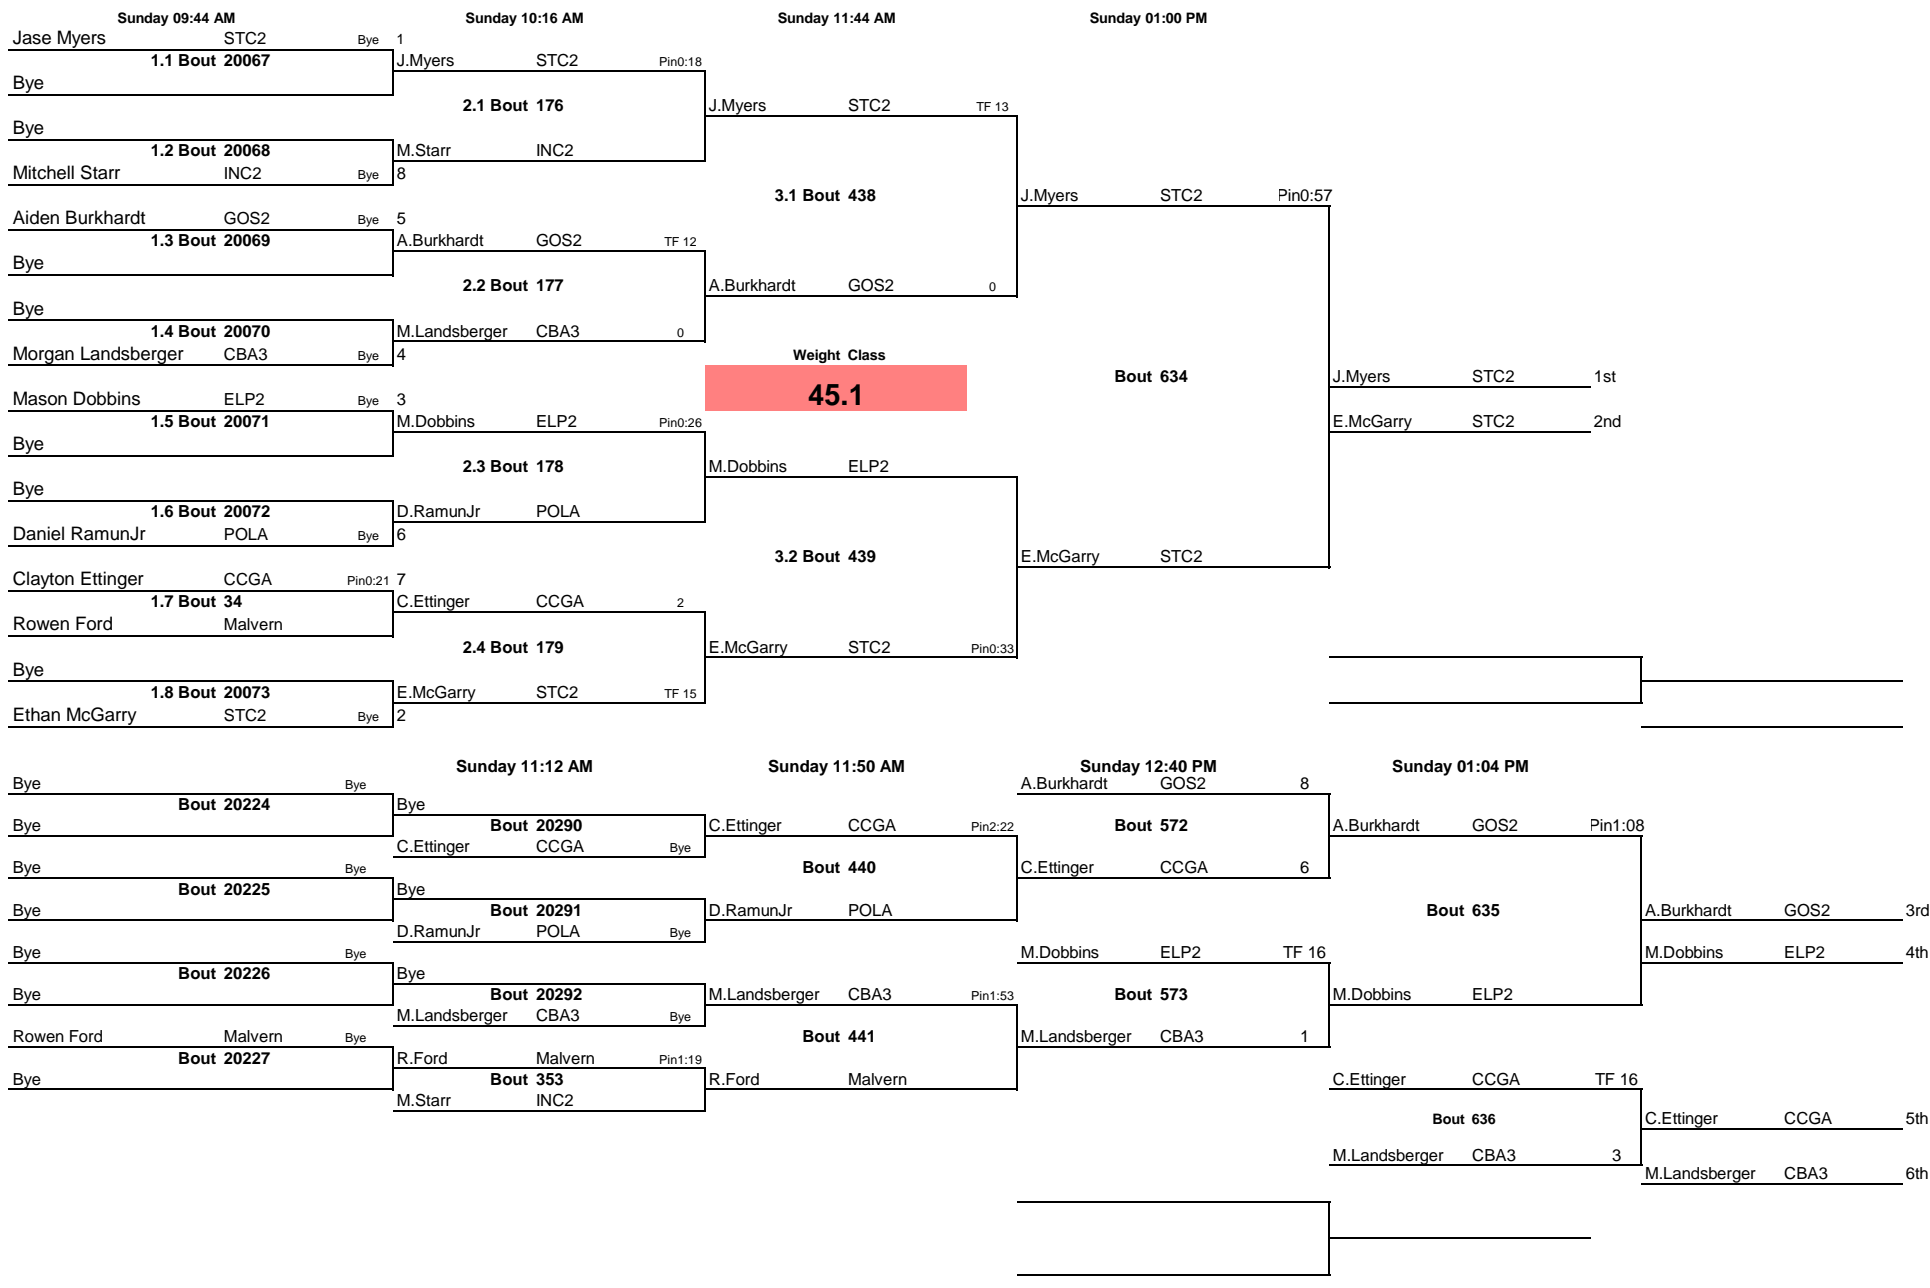 Sunday 09:44 AM Sunday 10:16 AM Sunday 11:44 AM Sunday 01:00 PM
Jase Myers STC2 Bye 1
1.1 Bout 20067 J.Myers STC2 Pin0:18
Bye
2.1 Bout 176 J.Myers STC2 TF 13
Bye
1.2 Bout 20068 M.Starr INC2
Mitchell Starr INC2 Bye 8
3.1 Bout 438 J.Myers STC2 Pin0:57
Aiden Burkhardt GOS2 Bye 5
1.3 Bout 20069 A.Burkhardt GOS2 TF 12
Bye
2.2 Bout 177 A.Burkhardt GOS2 0
Bye
1.4 Bout 20070 M.Landsberger CBA3 0
Morgan Landsberger CBA3 Bye 4 Weight Class
Bout 634 J.Myers STC2 1st
Mason Dobbins ELP2 Bye 3 45.1
1.5 Bout 20071 M.Dobbins ELP2 Pin0:26 E.McGarry STC2 2nd
Bye
2.3 Bout 178 M.Dobbins ELP2
Bye
1.6 Bout 20072 D.RamunJr POLA
Daniel RamunJr POLA Bye 6
3.2 Bout 439 E.McGarry STC2
Clayton Ettinger CCGA Pin0:21 7
1.7 Bout 34 C.Ettinger CCGA 2
Rowen Ford Malvern
2.4 Bout 179 E.McGarry STC2 Pin0:33
Bye
1.8 Bout 20073 E.McGarry STC2 TF 15
Ethan McGarry STC2 Bye 2
Sunday 11:12 AM Sunday 11:50 AM Sunday 12:40 PM Sunday 01:04 PM
Bye Bye A.Burkhardt GOS2 8
Bout 20224 Bye
Bye Bout 20290 C.Ettinger CCGA Pin2:22 Bout 572 A.Burkhardt GOS2 Pin1:08
C.Ettinger CCGA Bye
Bye Bye Bout 440 C.Ettinger CCGA 6
Bout 20225 Bye
Bye Bout 20291 D.RamunJr POLA Bout 635 A.Burkhardt GOS2 3rd
D.RamunJr POLA Bye
Bye Bye M.Dobbins ELP2 TF 16 M.Dobbins ELP2 4th
Bout 20226 Bye
Bye Bout 20292 M.Landsberger CBA3 Pin1:53 Bout 573 M.Dobbins ELP2
M.Landsberger CBA3 Bye
Rowen Ford Malvern Bye Bout 441 M.Landsberger CBA3 1
Bout 20227 R.Ford Malvern Pin1:19
Bye Bout 353 R.Ford Malvern C.Ettinger CCGA TF 16
M.Starr INC2
Bout 636 C.Ettinger CCGA 5th
M.Landsberger CBA3 3
M.Landsberger CBA3 6th